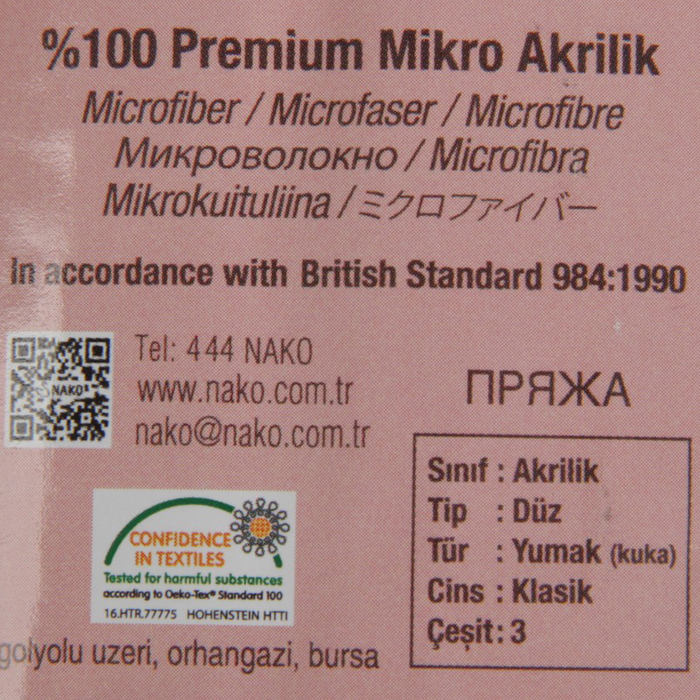 %100 Premium Mikro Akrilik
Microfiber / Microfaser / Microfibre
Микроволокно / Microfibra
Mikrokuituliina / ミクロファイバー
In accordance with British Standard 984:1990
Tel: 444 NAKO
www.nako.com.tr
nako@nako.com.tr
NAKO
ПРЯЖА
Sınıf : Akrilik
Tip : Düz
Tür : Yumak (kuka)
Cins : Klasik
Çeşit : 3
CONFIDENCE
IN TEXTILES
Tested for harmful substances
according to Oeko-Tex® Standard 100
16.HTR.77775 HOHENSTEIN HTTI
golyolu uzeri, orhangazi, bursa